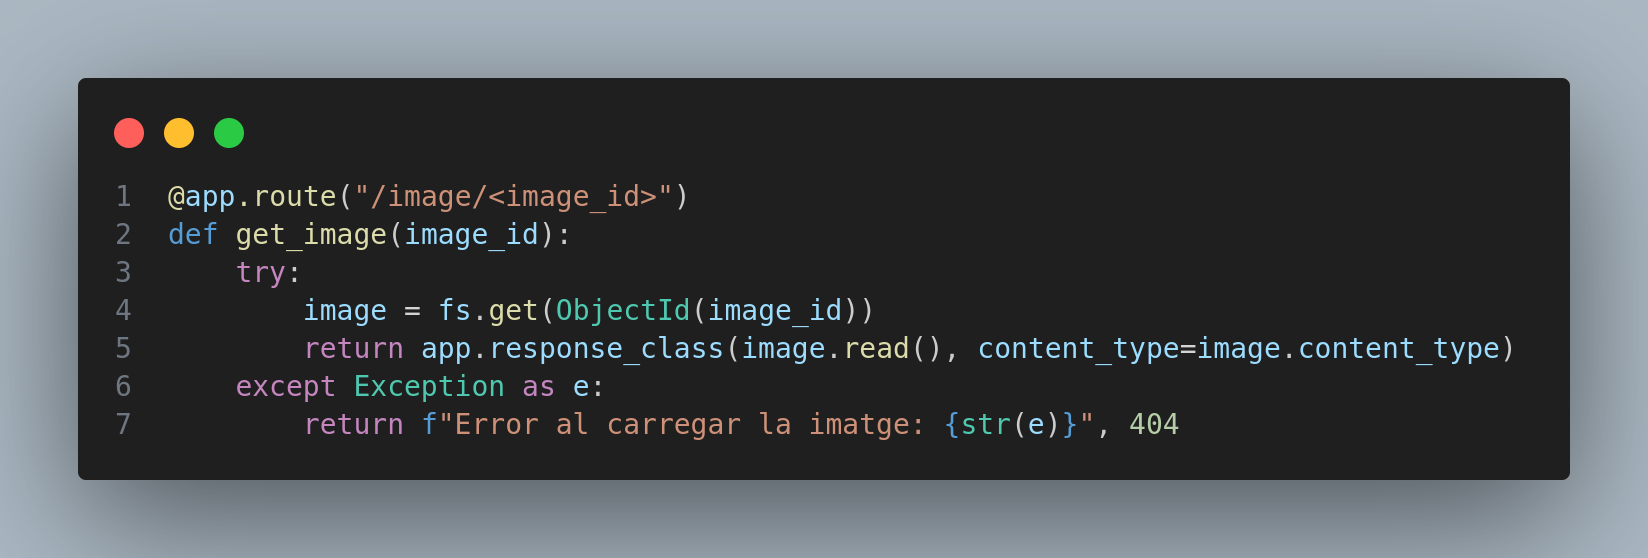 1 @app.route("/image/<image_id>")
2 def get_image(image_id):
3     try:
4         image = fs.get(ObjectId(image_id))
5         return app.response_class(image.read(), content_type=image.content_type)
6     except Exception as e:
7         return f"Error al carregar la imatge: {str(e)}", 404